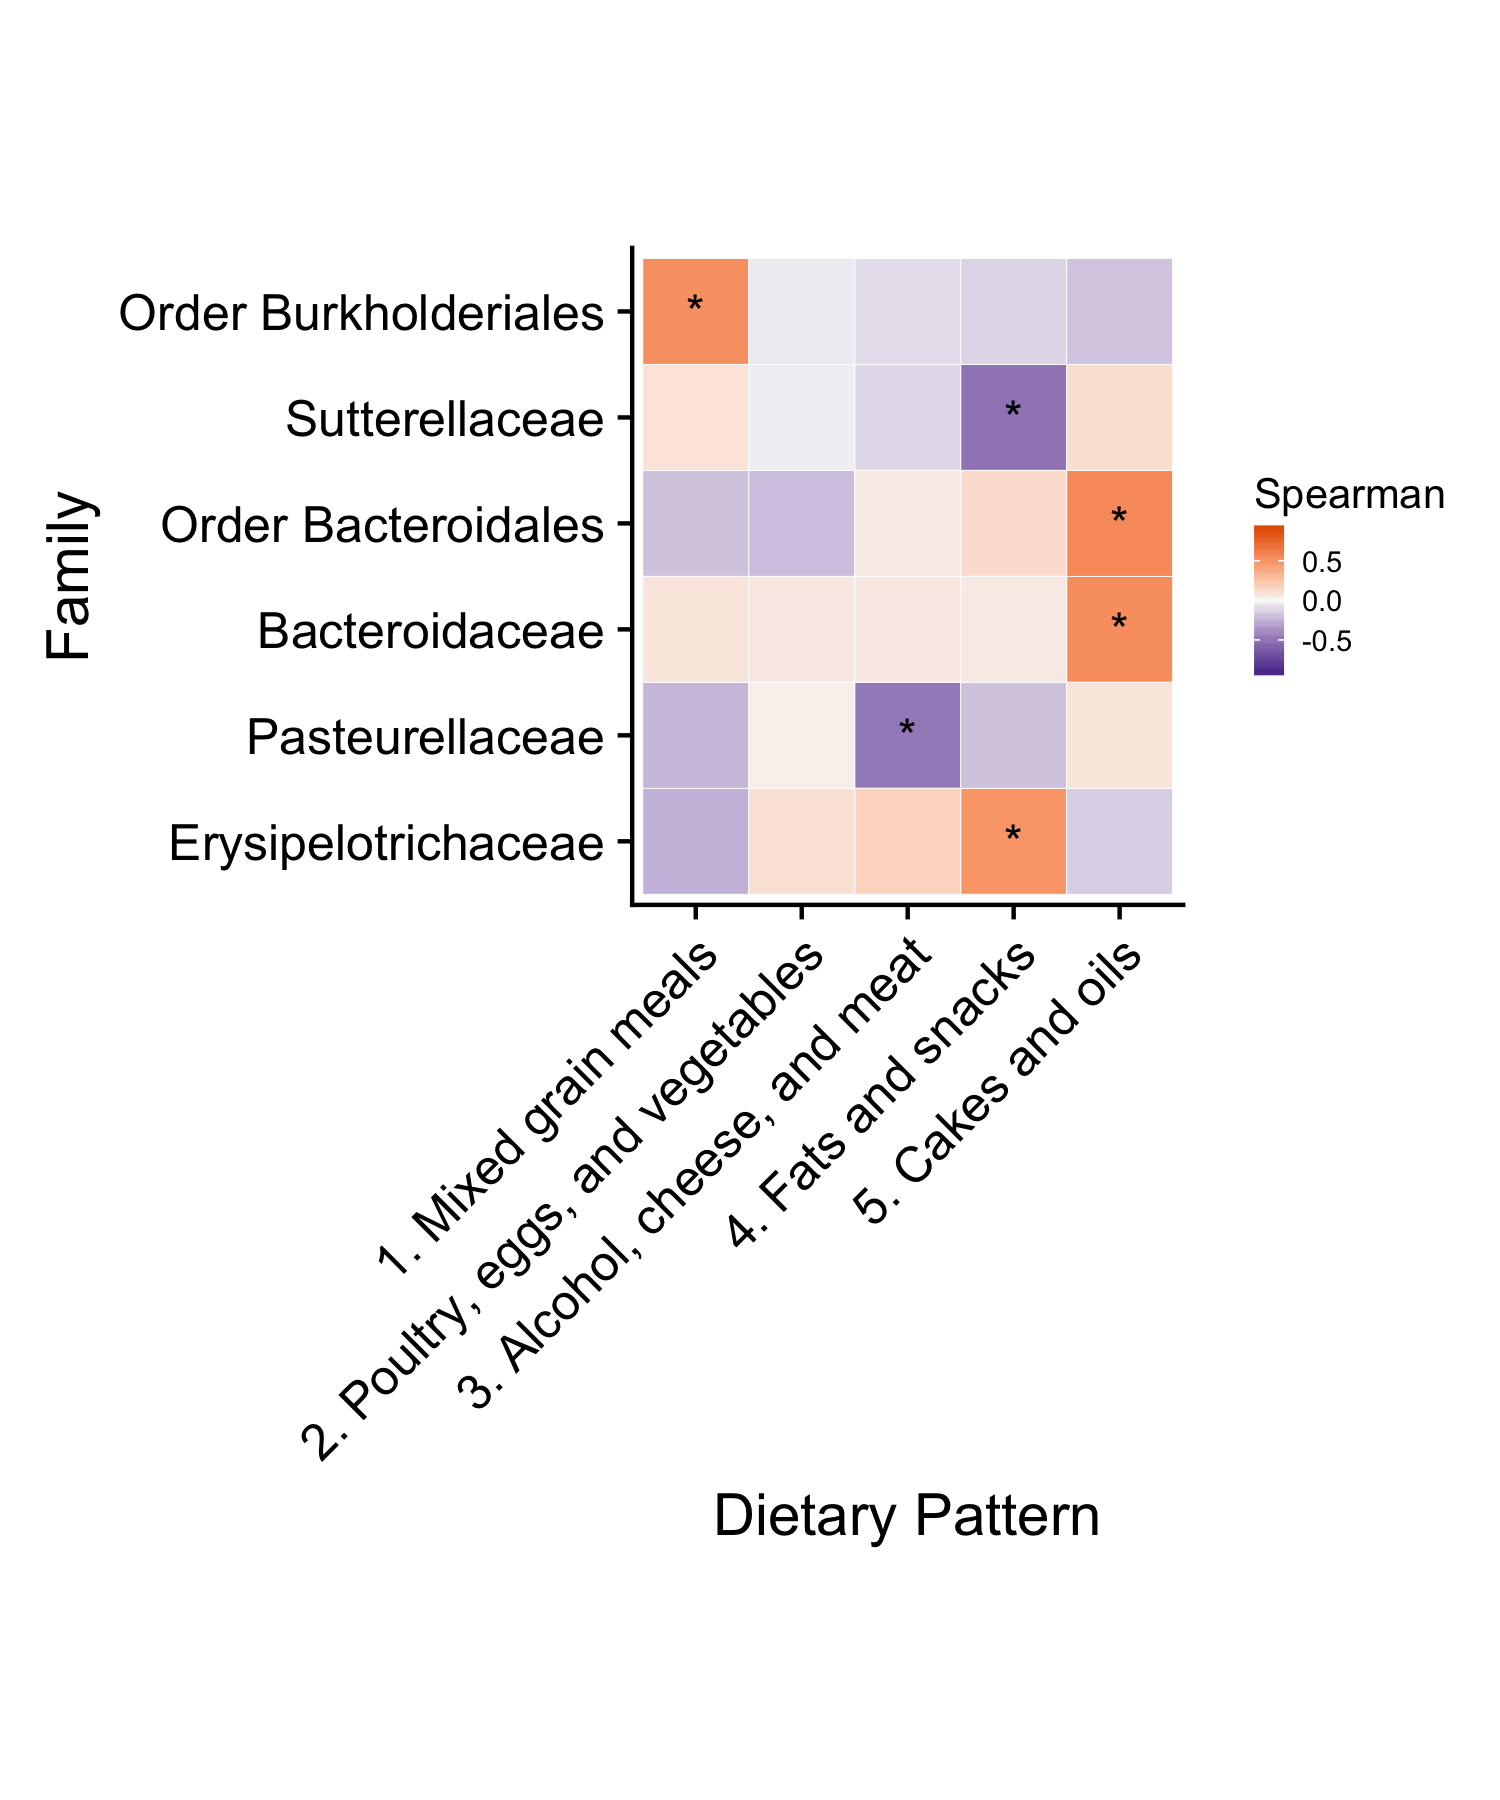 Family
Order Burkholderiales
Sutterellaceae
Order Bacteroidales
Bacteroidaceae
Pasteurellaceae
Erysipelotrichaceae
*
*
*
*
*
*
1. Mixed grain meals
2. Poultry, eggs, and vegetables
3. Alcohol, cheese, and meat
4. Fats and snacks
5. Cakes and oils
Dietary Pattern
Spearman
0.5
0.0
-0.5